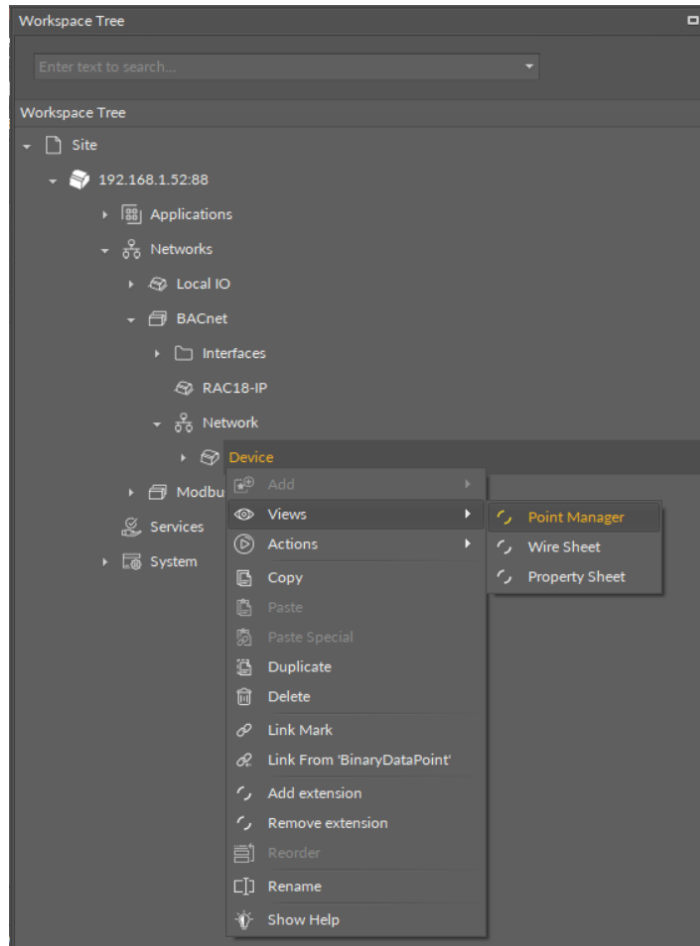 Workspace Tree
Enter text to search...
Workspace Tree
Site
192.168.1.52:88
Applications
Networks
Local IO
BACnet
Interfaces
RAC18-IP
Network
Device
Modbu
Services
System
Add
Views
Actions
Copy
Paste
Paste Special
Duplicate
Delete
Link Mark
Link From 'BinaryDataPoint'
Add extension
Remove extension
Reorder
Rename
Show Help
Point Manager
Wire Sheet
Property Sheet